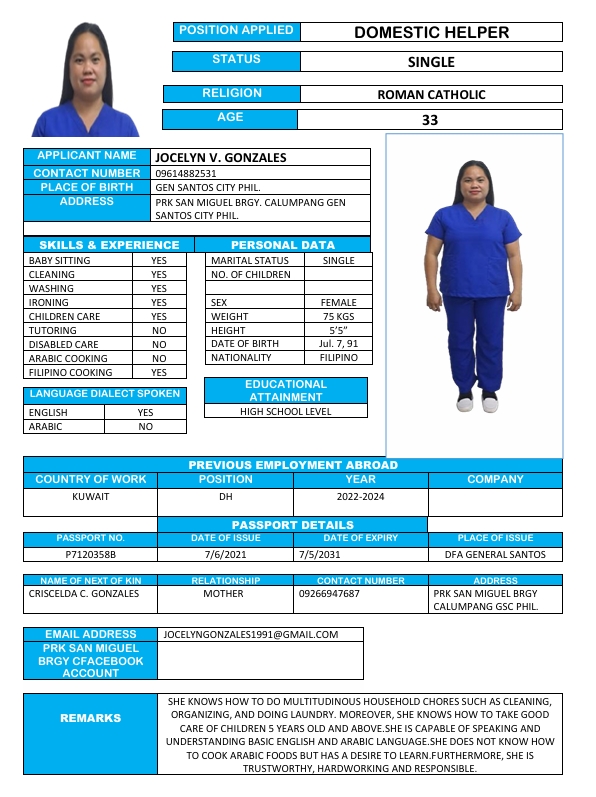 POSITION APPLIED DOMESTIC HELPER
STATUS SINGLE
RELIGION ROMAN CATHOLIC
AGE 33
APPLICANT NAME JOCELYN V. GONZALES
CONTACT NUMBER 09614882531
PLACE OF BIRTH GEN SANTOS CITY PHIL.
ADDRESS PRK SAN MIGUEL BRGY. CALUMPANG GEN
SANTOS CITY PHIL.
SKILLS & EXPERIENCE
BABY SITTING YES
CLEANING YES
WASHING YES
IRONING YES
CHILDREN CARE YES
TUTORING NO
DISABLED CARE NO
ARABIC COOKING NO
FILIPINO COOKING YES
LANGUAGE DIALECT SPOKEN
ENGLISH YES
ARABIC NO
PERSONAL DATA
MARITAL STATUS SINGLE
NO. OF CHILDREN
SEX FEMALE
WEIGHT 75 KGS
HEIGHT 5’5”
DATE OF BIRTH Jul. 7, 91
NATIONALITY FILIPINO
EDUCATIONAL
ATTAINMENT
HIGH SCHOOL LEVEL
PREVIOUS EMPLOYMENT ABROAD
COUNTRY OF WORK POSITION YEAR COMPANY
KUWAIT DH 2022-2024
PASSPORT DETAILS
PASSPORT NO. DATE OF ISSUE DATE OF EXPIRY PLACE OF ISSUE
P7120358B 7/6/2021 7/5/2031 DFA GENERAL SANTOS
NAME OF NEXT OF KIN RELATIONSHIP CONTACT NUMBER ADDRESS
CRISCELDA C. GONZALES MOTHER 09266947687 PRK SAN MIGUEL BRGY
CALUMPANG GSC PHIL.
EMAIL ADDRESS JOCELYNGONZALES1991@GMAIL.COM
PRK SAN MIGUEL
BRGY CFACEBOOK
ACCOUNT
REMARKS
SHE KNOWS HOW TO DO MULTITUDINOUS HOUSEHOLD CHORES SUCH AS CLEANING,
ORGANIZING, AND DOING LAUNDRY. MOREOVER, SHE KNOWS HOW TO TAKE GOOD
CARE OF CHILDREN 5 YEARS OLD AND ABOVE.SHE IS CAPABLE OF SPEAKING AND
UNDERSTANDING BASIC ENGLISH AND ARABIC LANGUAGE.SHE DOES NOT KNOW HOW
TO COOK ARABIC FOODS BUT HAS A DESIRE TO LEARN.FURTHERMORE, SHE IS
TRUSTWORTHY, HARDWORKING AND RESPONSIBLE.